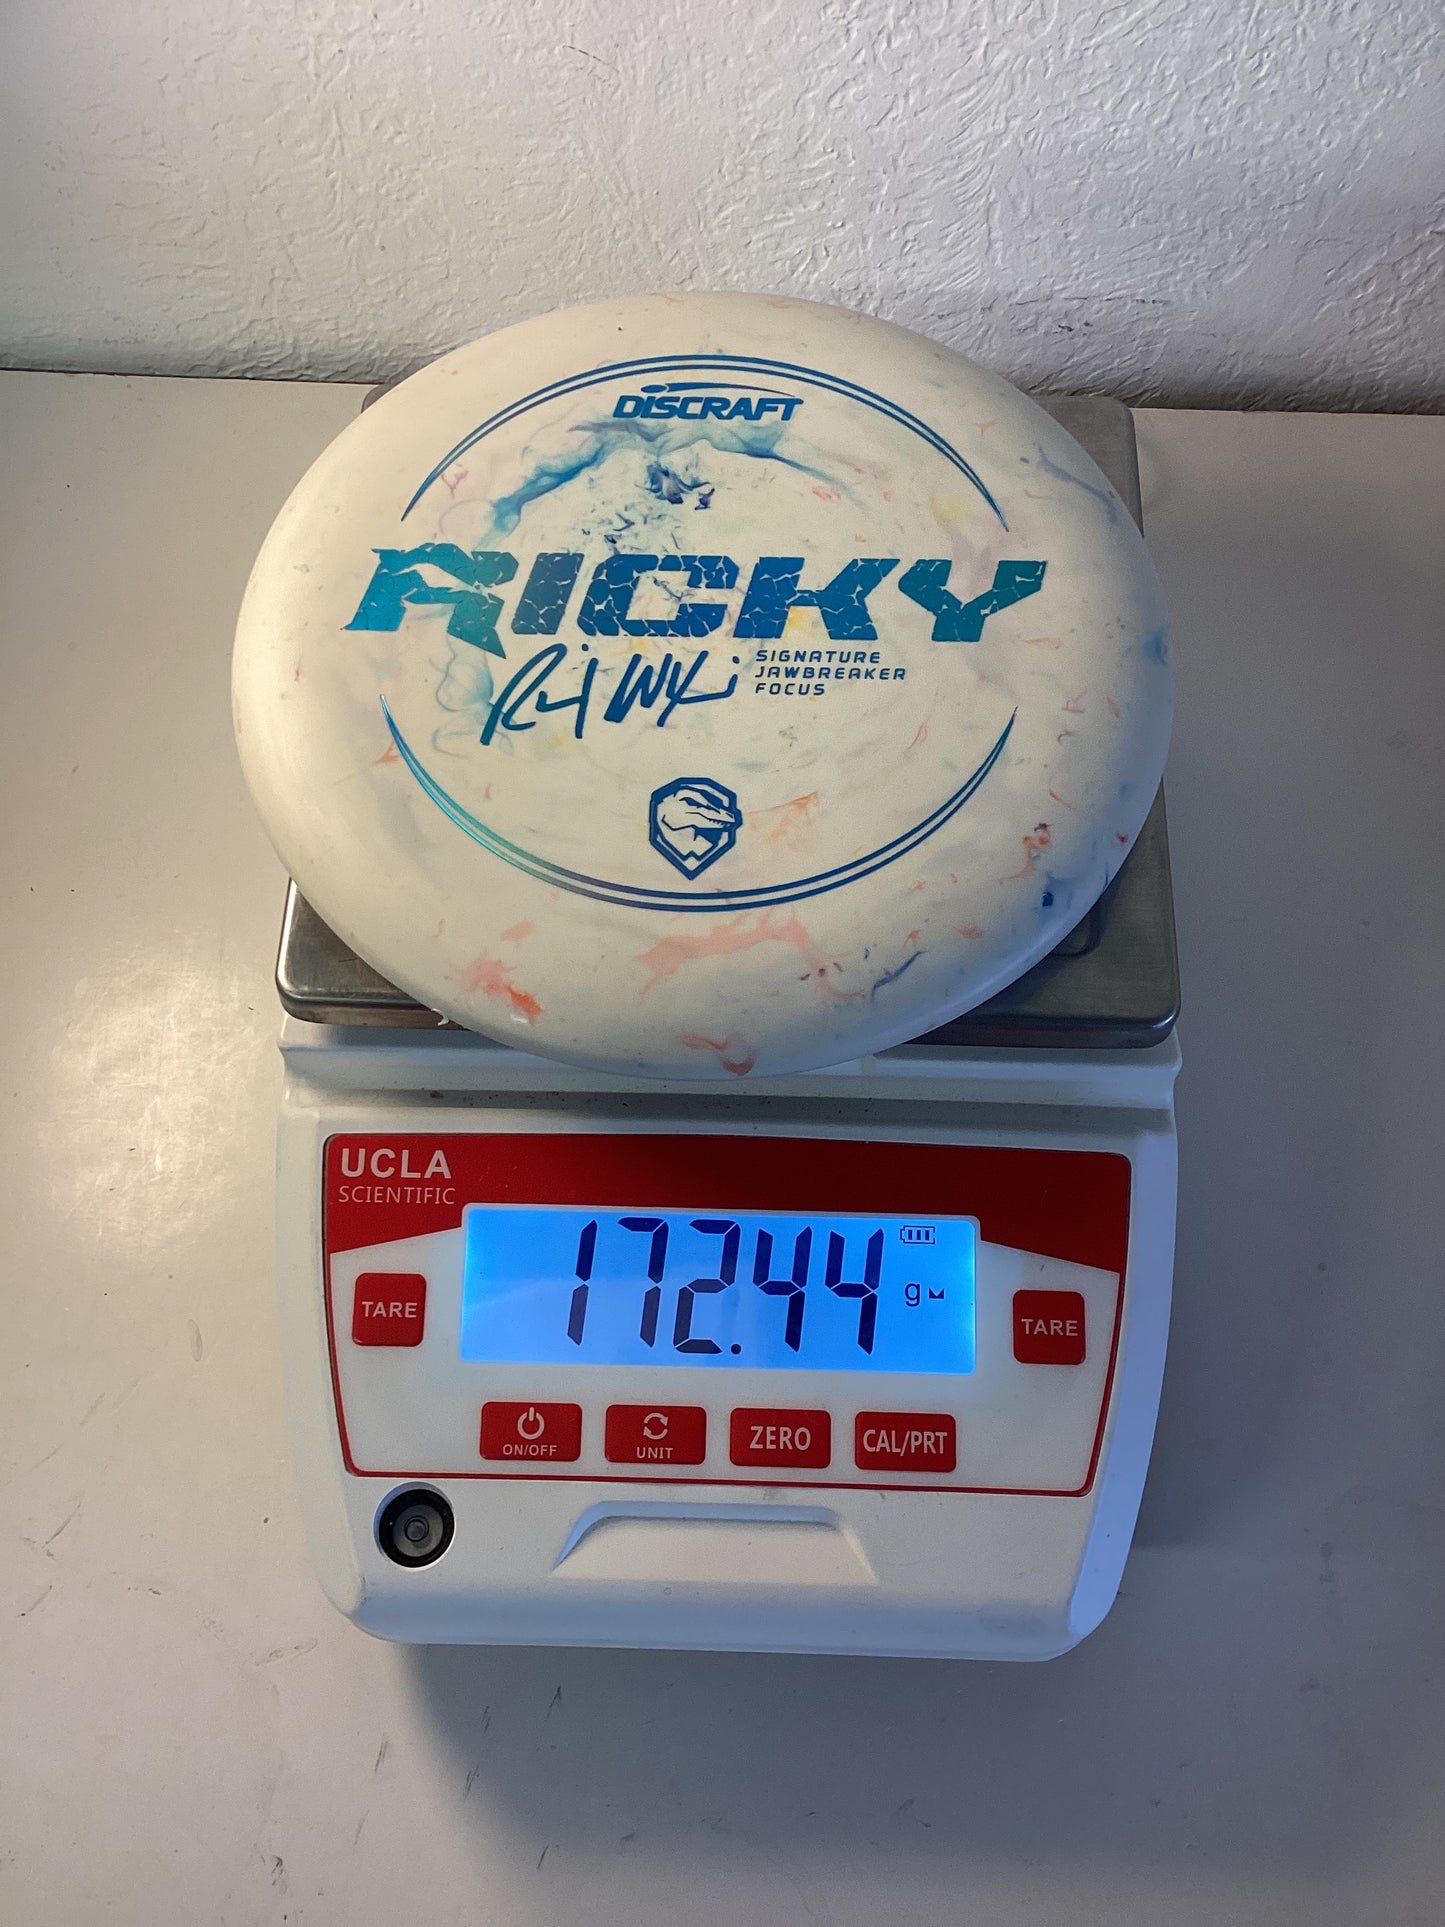 DISCRAFT
RICKY
SIGNATURE
JAWBREAKER
FOCUS
UCLA
SCIENTIFIC
172.44 g
TARE
TARE
ON/OFF
UNIT
ZERO
CAL/PRT